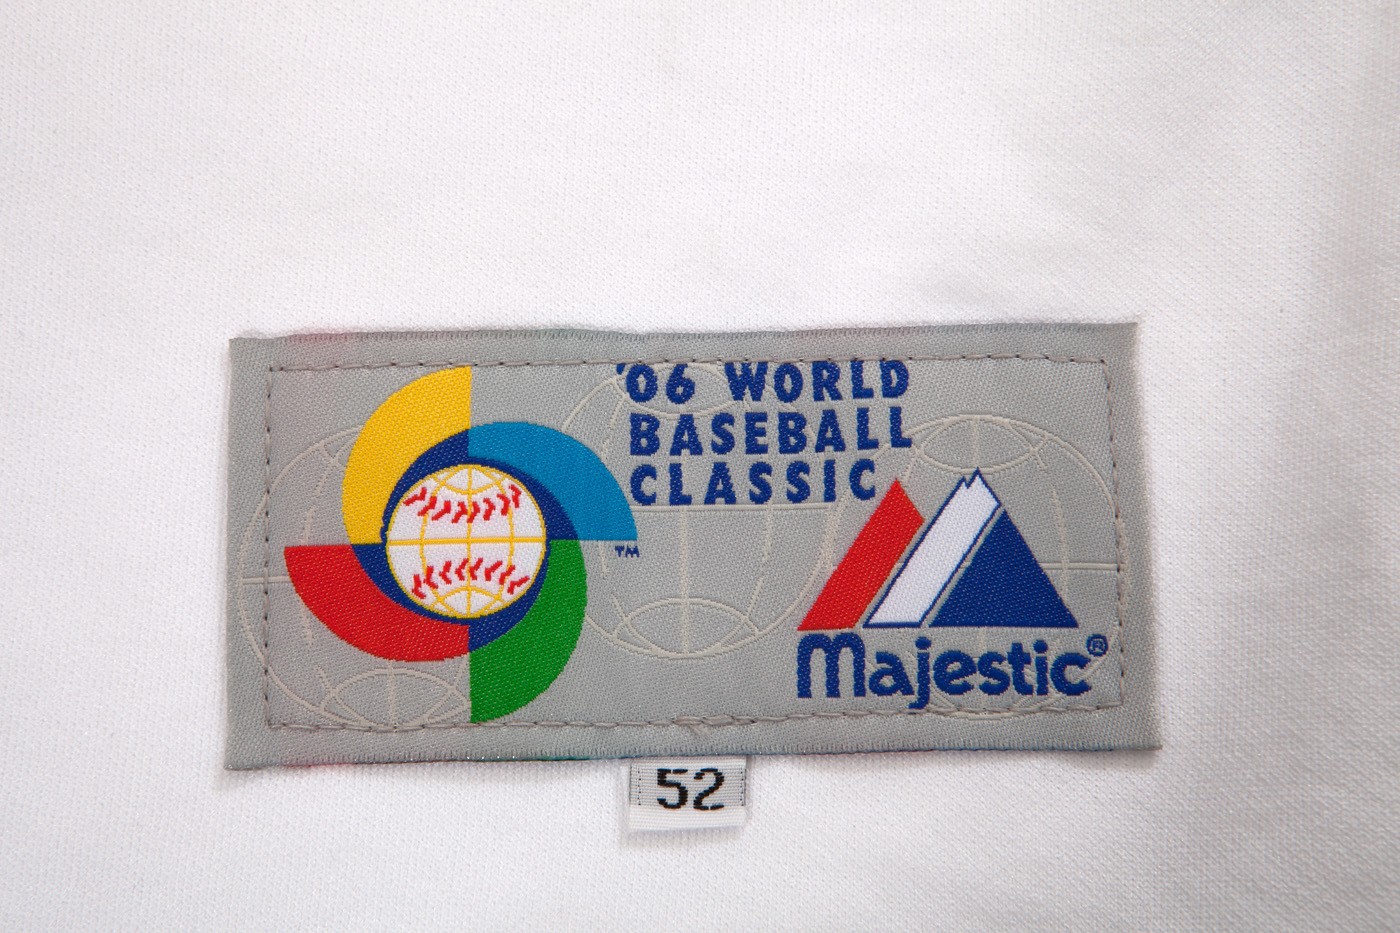 '06 WORLD
BASEBALL
CLASSIC
TM
Majestic®
52